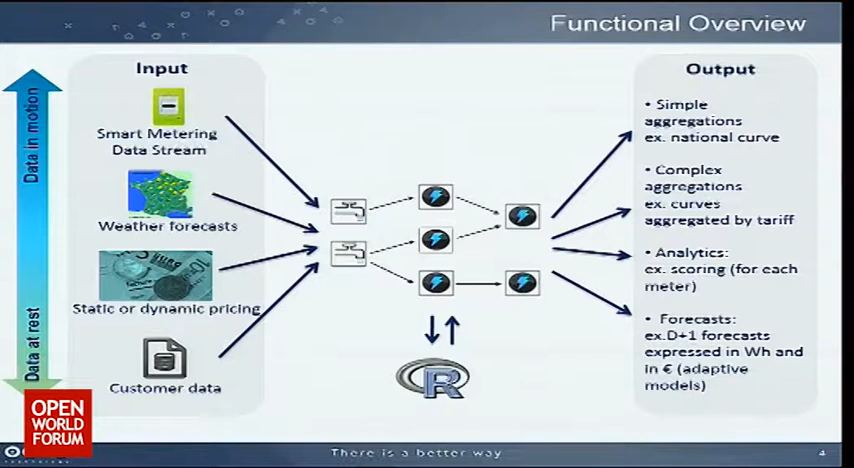 Functional Overview
Input
Output
Data in motion
Data at rest
Smart Metering
Data Stream
Weather forecasts
Static or dynamic pricing
Customer data
R
• Simple
aggregations
ex. national curve
• Complex
aggregations
ex. curves
aggregated by tariff
• Analytics:
ex. scoring (for each
meter)
• Forecasts:
ex.D+1 forecasts
expressed in Wh and
in € (adaptive
models)
OPEN
WORLD
FORUM
There is a better way
4